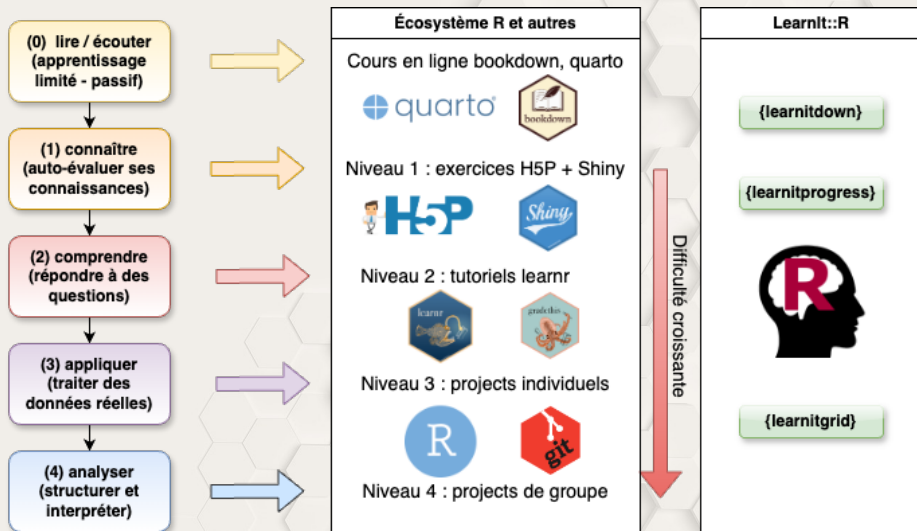 (0) lire / écouter
(apprentissage
limité - passif)
(1) connaître
(auto-évaluer ses
connaissances)
(2) comprendre
(répondre à des
questions)
(3) appliquer
(traiter des
données réelles)
(4) analyser
(structurer et
interpréter)
Écosystème R et autres
Cours en ligne bookdown, quarto
quarto®
bookdown
Niveau 1 : exercices H5P + Shiny
H5P
Shiny
Niveau 2 : tutoriels learnr
learnr
gradethis
Niveau 3 : projects individuels
R
git
Niveau 4 : projects de groupe
Difficulté croissante
LearnIt::R
{learnitdown}
{learnitprogress}
R
{learnitgrid}